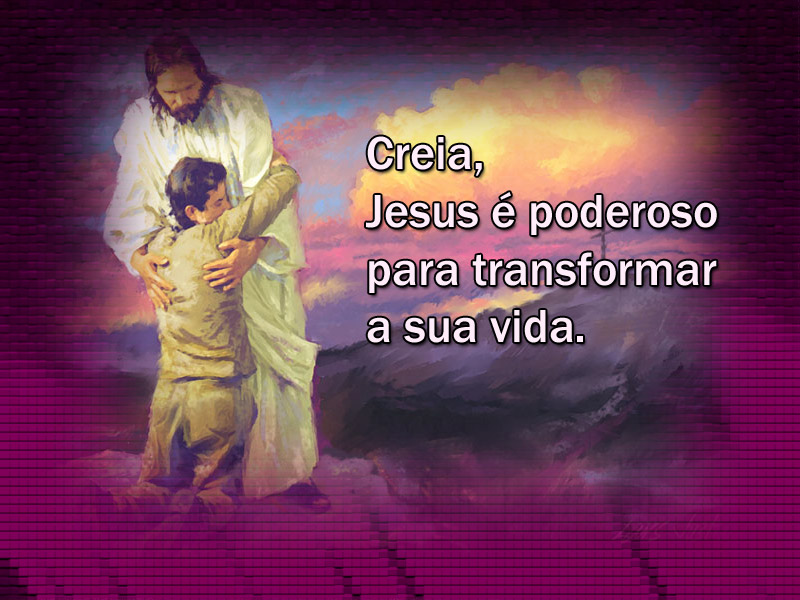 Creia,
Jesus é poderoso
para transformar
a sua vida.